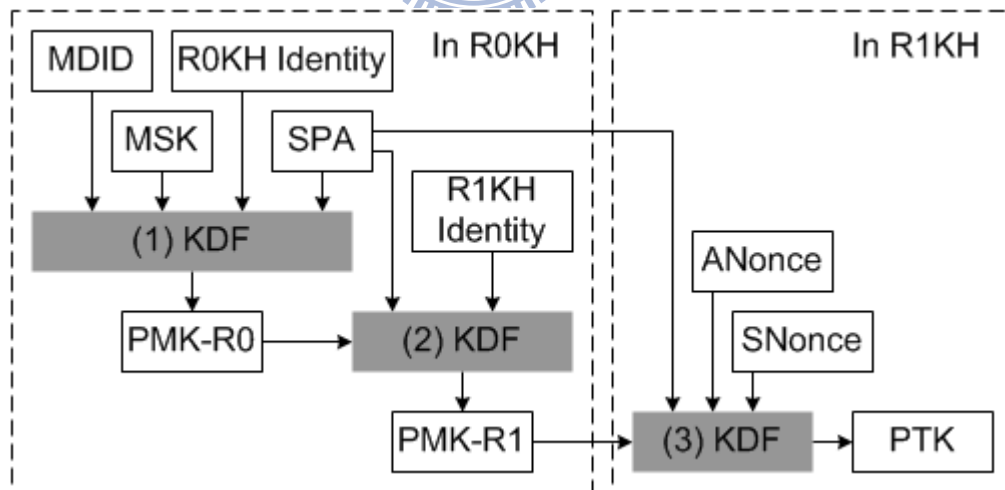 In R0KH
In R1KH
MDID
R0KH Identity
MSK
SPA
R1KH
Identity
(1) KDF
ANonce
PMK-R0
(2) KDF
SNonce
PMK-R1
(3) KDF
PTK